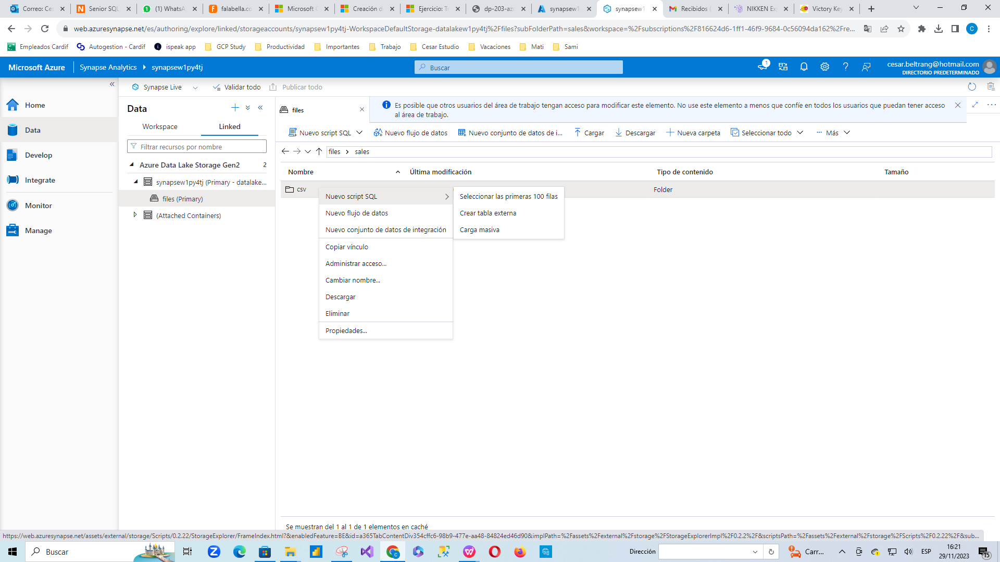 Correo: Ce
Senior SQL
(1) WhatsA
falabella.co
Microsoft
Creación d
Ejercicio: Tr
dp-203-az
synapsew1
synapsew1
Recibidos
NIKKEN Ex
Victory Key
web.azuresynapse.net/es/authoring/explore/linked/storageaccounts/synapsew1py4tj-WorkspaceDefaultStorage-datalakew1py4tj%2Ffiles?subFolderPath=sales&workspace=%2Fsubscriptions%2F816624d6-1ff1-46f9-9684-0c56094da162%2Fre...
C
Empleados Cardif
Autogestion - Cardif
ispeak app
GCP Study
Productividad
Importantes
Trabajo
Cesar Estudio
Vacaciones
Mati
Sami
Microsoft Azure
Synapse Analytics
synapsew1py4tj
Buscar
1
cesar.beltrang@hotmail.com
DIRECTORIO PREDETERMINADO
Synapse Live
Validar todo
Publicar todo
Home
Data
Develop
Integrate
Monitor
Manage
Data
Workspace
Linked
Filtrar recursos por nombre
Azure Data Lake Storage Gen2
2
synapsew1py4tj (Primary - datalake...
files (Primary)
(Attached Containers)
files
Es posible que otros usuarios del área de trabajo tengan acceso para modificar este elemento. No use este elemento a menos que confíe en todos los usuarios que puedan tener acceso
al área de trabajo.
Nuevo script SQL
Nuevo flujo de datos
Nuevo conjunto de datos de i...
Cargar
Descargar
Nueva carpeta
Seleccionar todo
Más
files
sales
Nombre
Última modificación
Tipo de contenido
Tamaño
csv
Folder
Nuevo script SQL
Nuevo flujo de datos
Nuevo conjunto de datos de integración
Copiar vínculo
Administrar acceso...
Cambiar nombre...
Descargar
Eliminar
Propiedades...
Seleccionar las primeras 100 filas
Crear tabla externa
Carga masiva
Se muestran del 1 al 1 de 1 elementos en caché
https://web.azuresynapse.net/assets/external/storage/Scripts/0.2.22/StorageExplorer/FrameIndex.html?&enabledFeature=BE&id=a365TabContentDiv354cffc6-98b9-477e-aa48-84824ed46d90&implPath=%2Fassets%2Fexternal%2Fstorage%2FStorageExplorerImpl%2F0.2.2%2F&scriptsPath=%2Fassets%2Fexternal%2Fstorage%2FScripts%2F0.2.22%2F&sub...
Buscar
Dirección
Carr...
ESP
16:21
29/11/2023
15